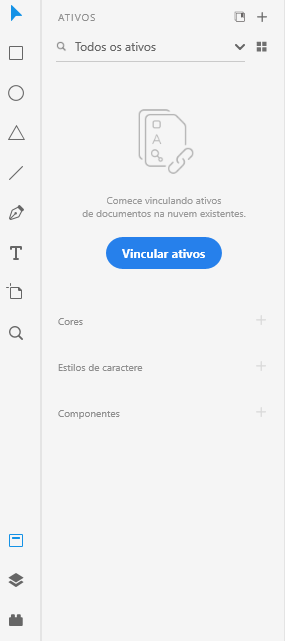 ATIVOS
Todos os ativos
Comece vinculando ativos
de documentos na nuvem existentes.
Vincular ativos
Cores
Estilos de caractere
Componentes